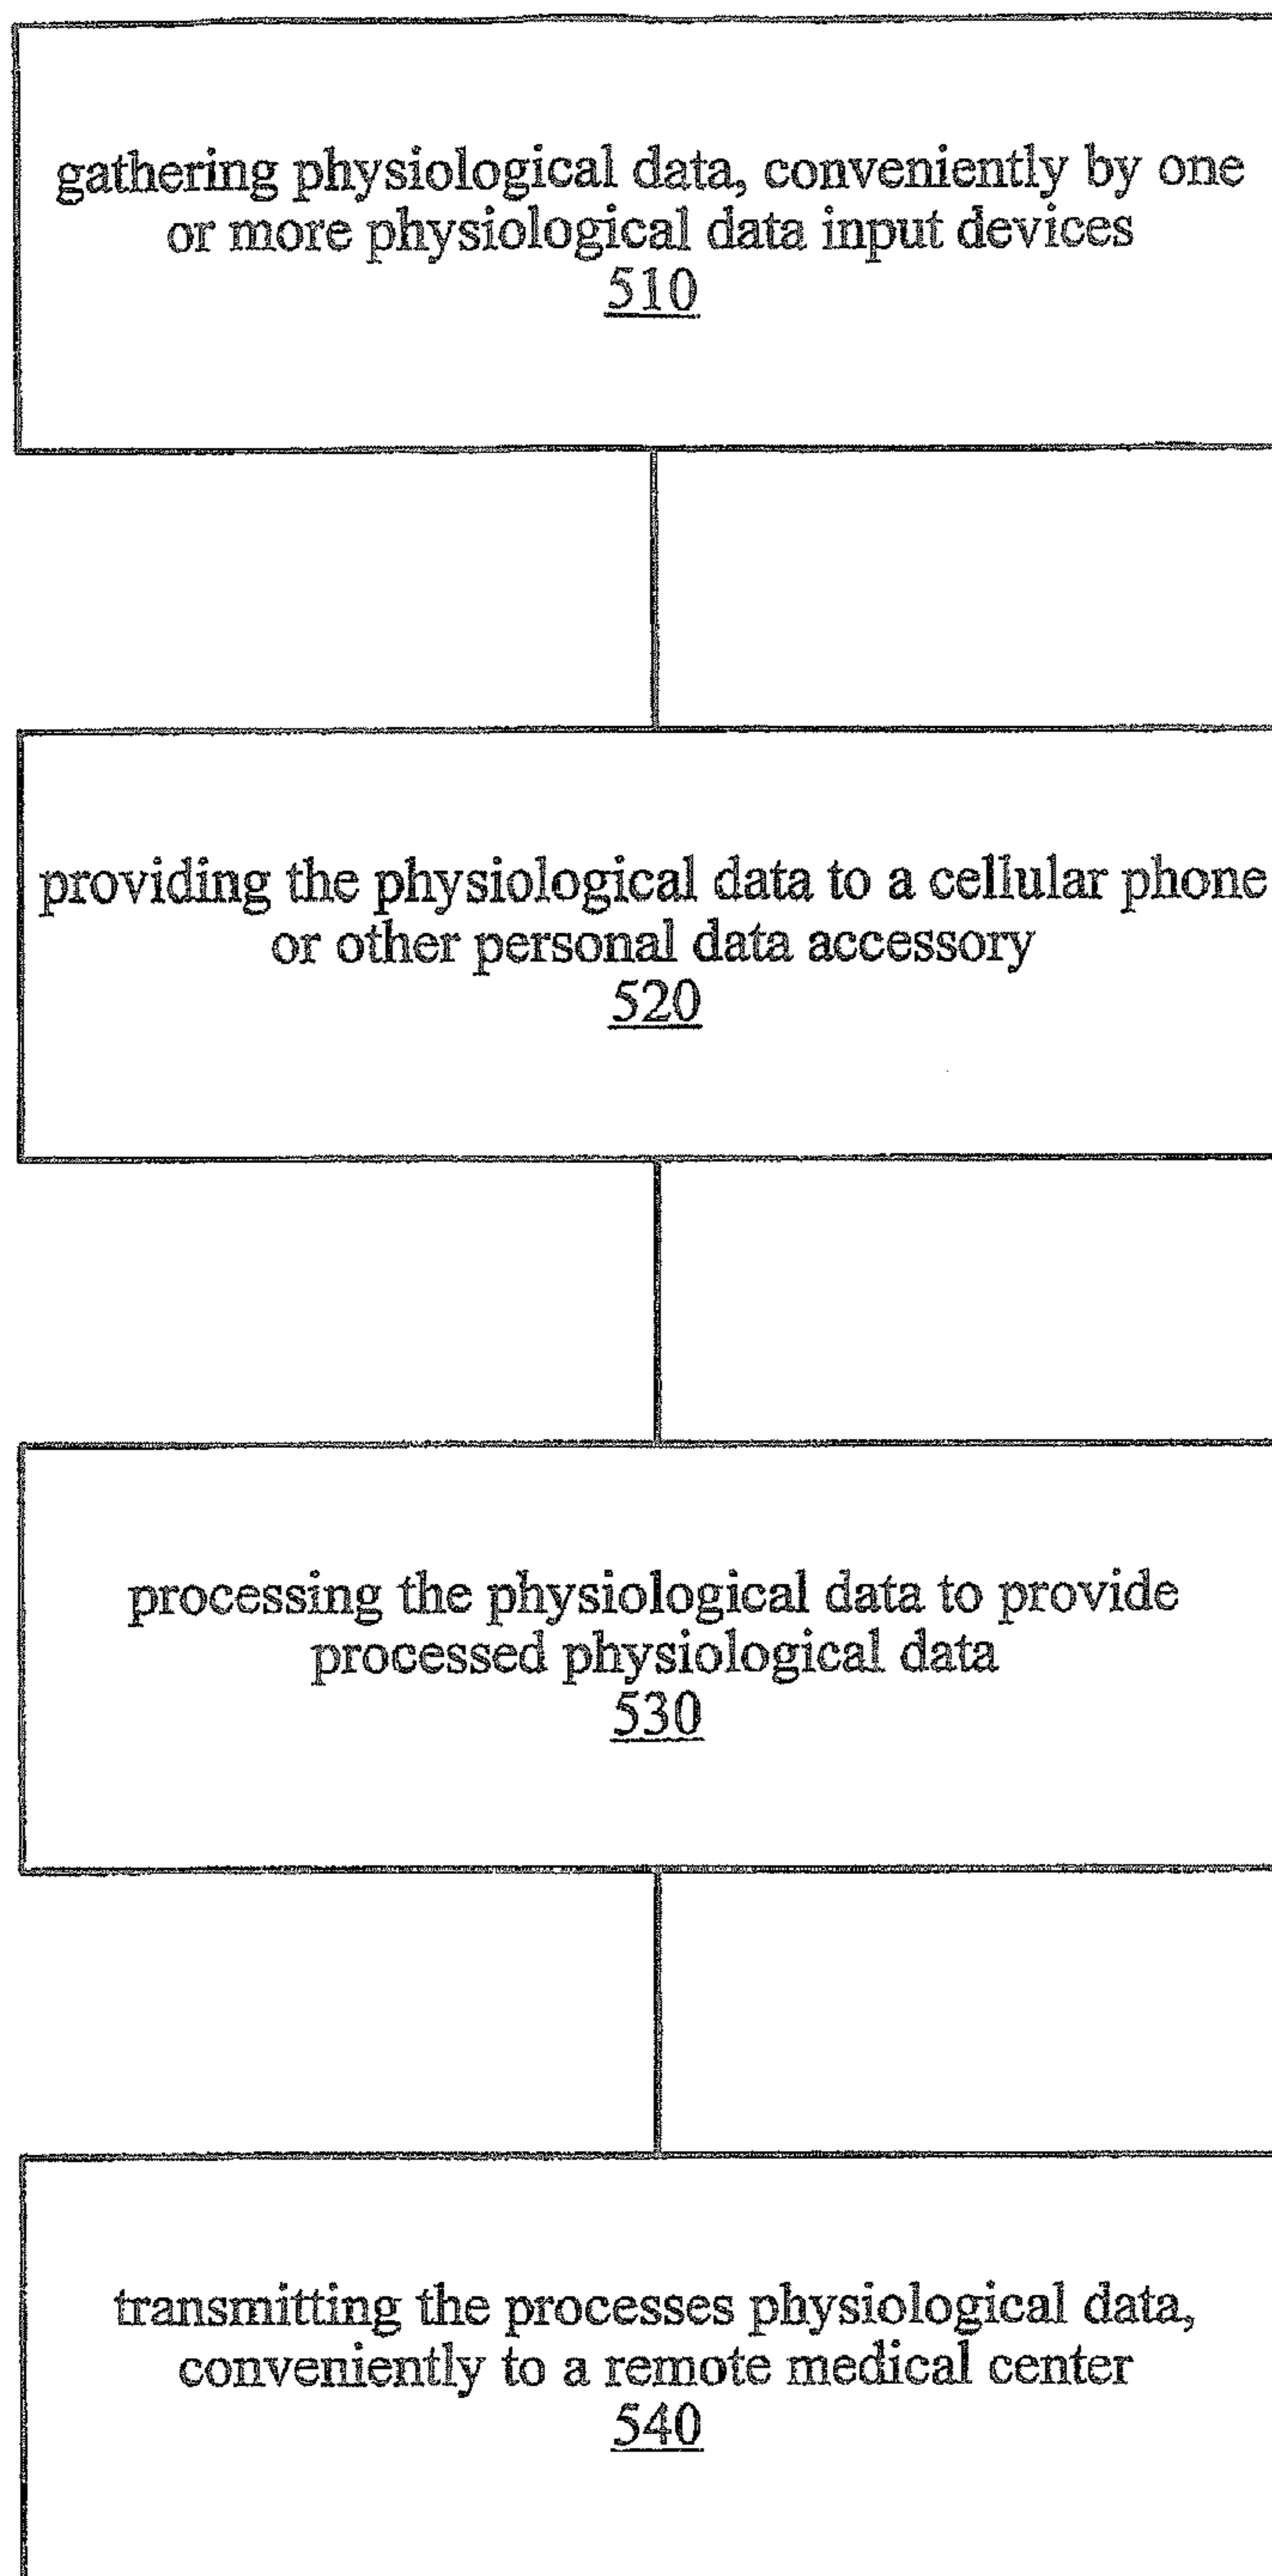 gathering physiological data, conveniently by one
or more physiological data input devices
510
providing the physiological data to a cellular phone
or other personal data accessory
520
processing the physiological data to provide
processed physiological data
530
transmitting the processes physiological data,
conveniently to a remote medical center
540